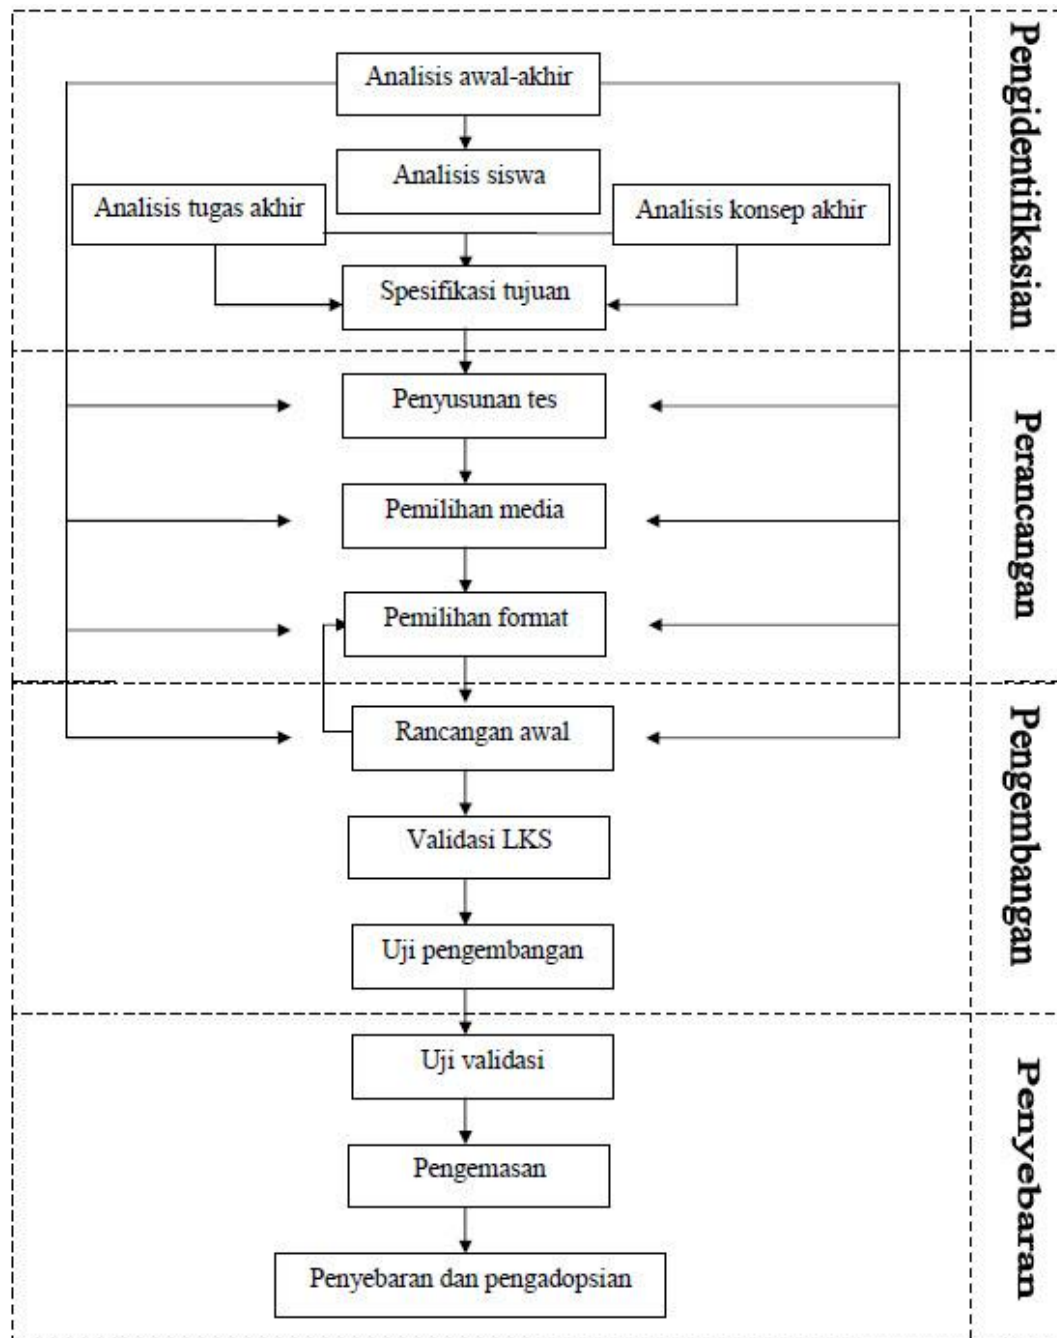 Analisis awal-akhir
Analisis siswa
Analisis tugas akhir
Analisis konsep akhir
Spesifikasi tujuan
Pengidentifikasian
Penyusunan tes
Pemilihan media
Pemilihan format
Perancangan
Rancangan awal
Validasi LKS
Uji pengembangan
Pengembangan
Uji validasi
Pengemasan
Penyebaran dan pengadopsian
Penyebaran